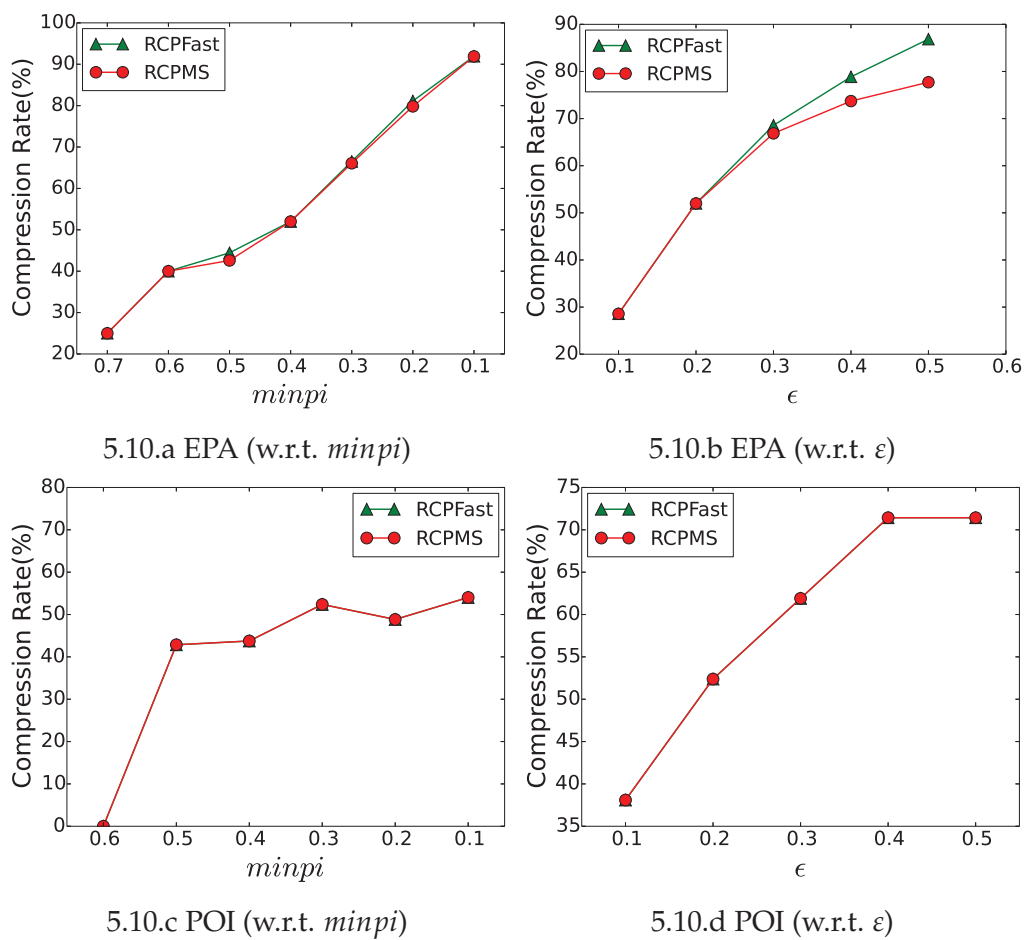 RCPFast
RCPMS
Compression Rate(%)
100
90
80
70
60
50
40
30
20
0.7 0.6 0.5 0.4 0.3 0.2 0.1
minpi
5.10.a EPA (w.r.t. minpi)
RCPFast
RCPMS
Compression Rate(%)
90
80
70
60
50
40
30
20
0.1 0.2 0.3 0.4 0.5 0.6
ϵ
5.10.b EPA (w.r.t. ε)
RCPFast
RCPMS
Compression Rate(%)
80
70
60
50
40
30
20
10
0
0.6 0.5 0.4 0.3 0.2 0.1
minpi
5.10.c POI (w.r.t. minpi)
RCPFast
RCPMS
Compression Rate(%)
75
70
65
60
55
50
45
40
35
0.1 0.2 0.3 0.4 0.5
ϵ
5.10.d POI (w.r.t. ε)